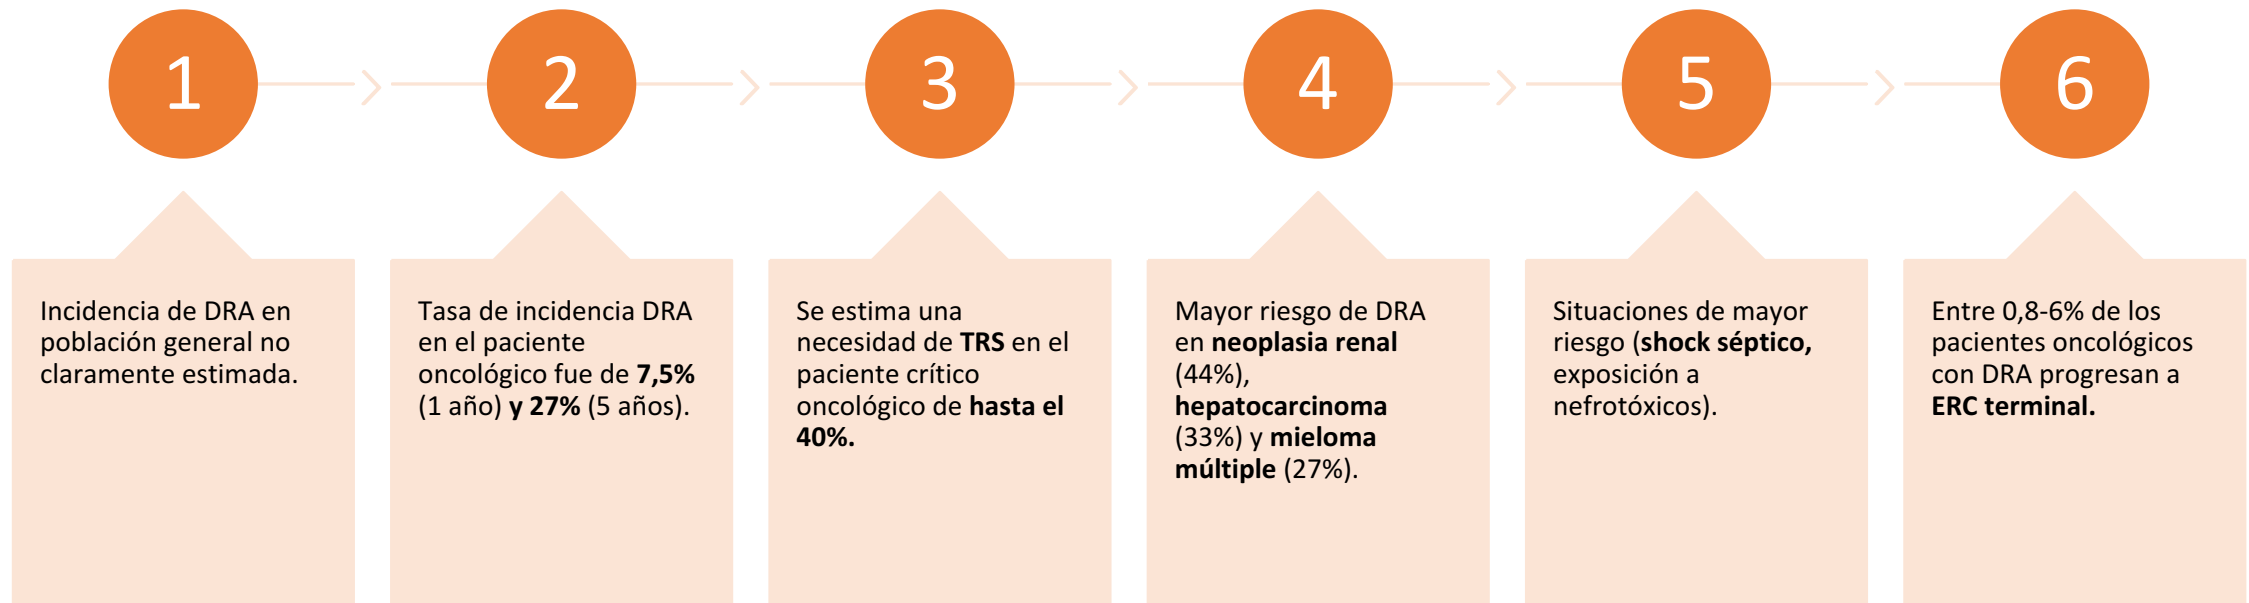 1
2
3
4
5
6
Incidencia de DRA en
población general no
claramente estimada.
Tasa de incidencia DRA
en el paciente
oncológico fue de 7,5%
(1 año) y 27% (5 años).
Se estima una
necesidad de TRS en el
paciente crítico
oncológico de hasta el
40%.
Mayor riesgo de DRA
en neoplasia renal
(44%),
hepatocarcinoma
(33%) y mieloma
múltiple (27%).
Situaciones de mayor
riesgo (shock séptico,
exposición a
nefrotóxicos).
Entre 0,8-6% de los
pacientes oncológicos
con DRA progresan a
ERC terminal.